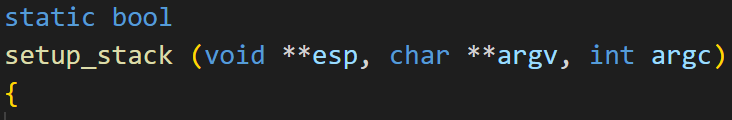 static bool
setup_stack (void **esp, char **argv, int argc)
{